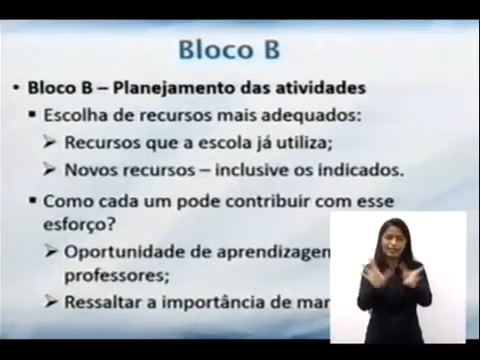 Bloco B
• Bloco B – Planejamento das atividades
▪ Escolha de recursos mais adequados:
➢ Recursos que a escola já utiliza;
➢ Novos recursos – inclusive os indicados.
▪ Como cada um pode contribuir com esse
esforço?
➢ Oportunidade de aprendizagem
professores;
➢ Ressaltar a importância de